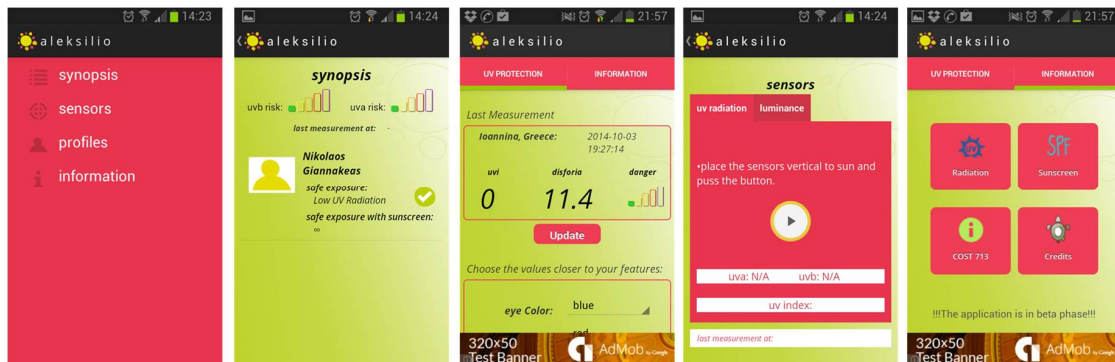 14:23
aleksilio
synopsis
sensors
profiles
information
14:24
aleksilio
synopsis
uvb risk:
uva risk:
last measurement at: -
Nikolaos
Giannakeas
safe exposure:
Low UV Radiation
safe exposure with sunscreen:
∞
21:57
aleksilio
UV PROTECTION
INFORMATION
Last Measurement
Ioannina, Greece:
2014-10-03
19:27:14
uvi
disforia
danger
0
11.4
Update
Choose the values closer to your features:
eye Color:
blue
red
320x50
Test Banner
AdMob by Google
14:24
aleksilio
sensors
uv radiation
luminance
•place the sensors vertical to sun and
puss the button.
uva: N/A
uvb: N/A
uv index:
last measurement at:
21:57
aleksilio
UV PROTECTION
INFORMATION
UV
Radiation
SPF
Sunscreen
i
COST 713
Credits
!!!The application is in beta phase!!!
320x50
Test Banner
AdMob by Google